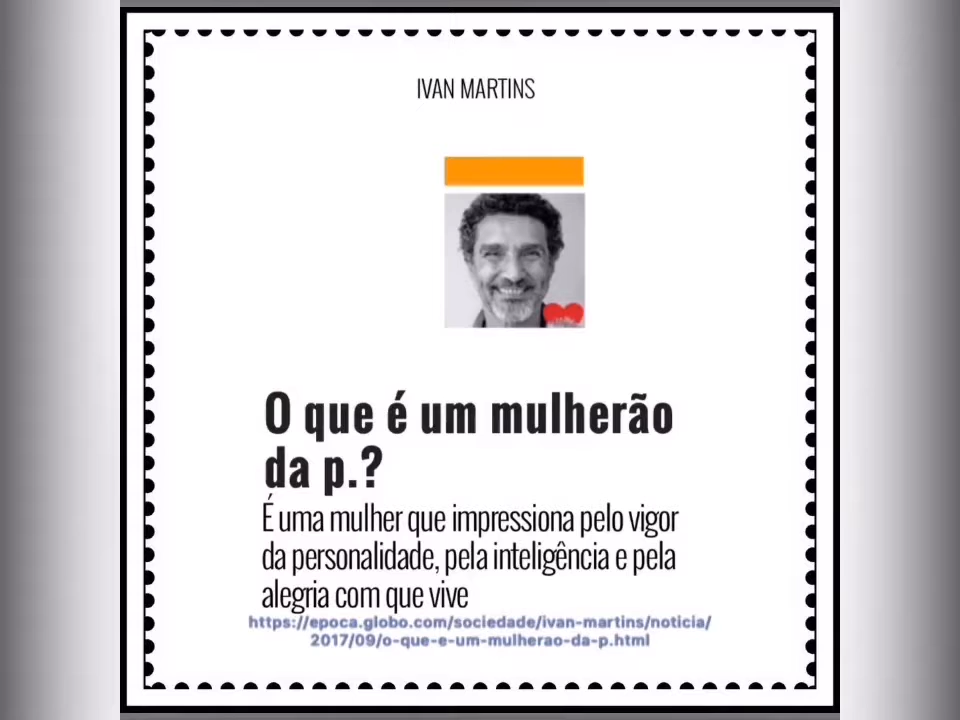 IVAN MARTINS
O que é um mulherão
da p.?
É uma mulher que impressiona pelo vigor
da personalidade, pela inteligência e pela
alegria com que vive
https://epoca.globo.com/sociedade/ivan-martins/noticia/
2017/09/o-que-e-um-mulherao-da-p.html